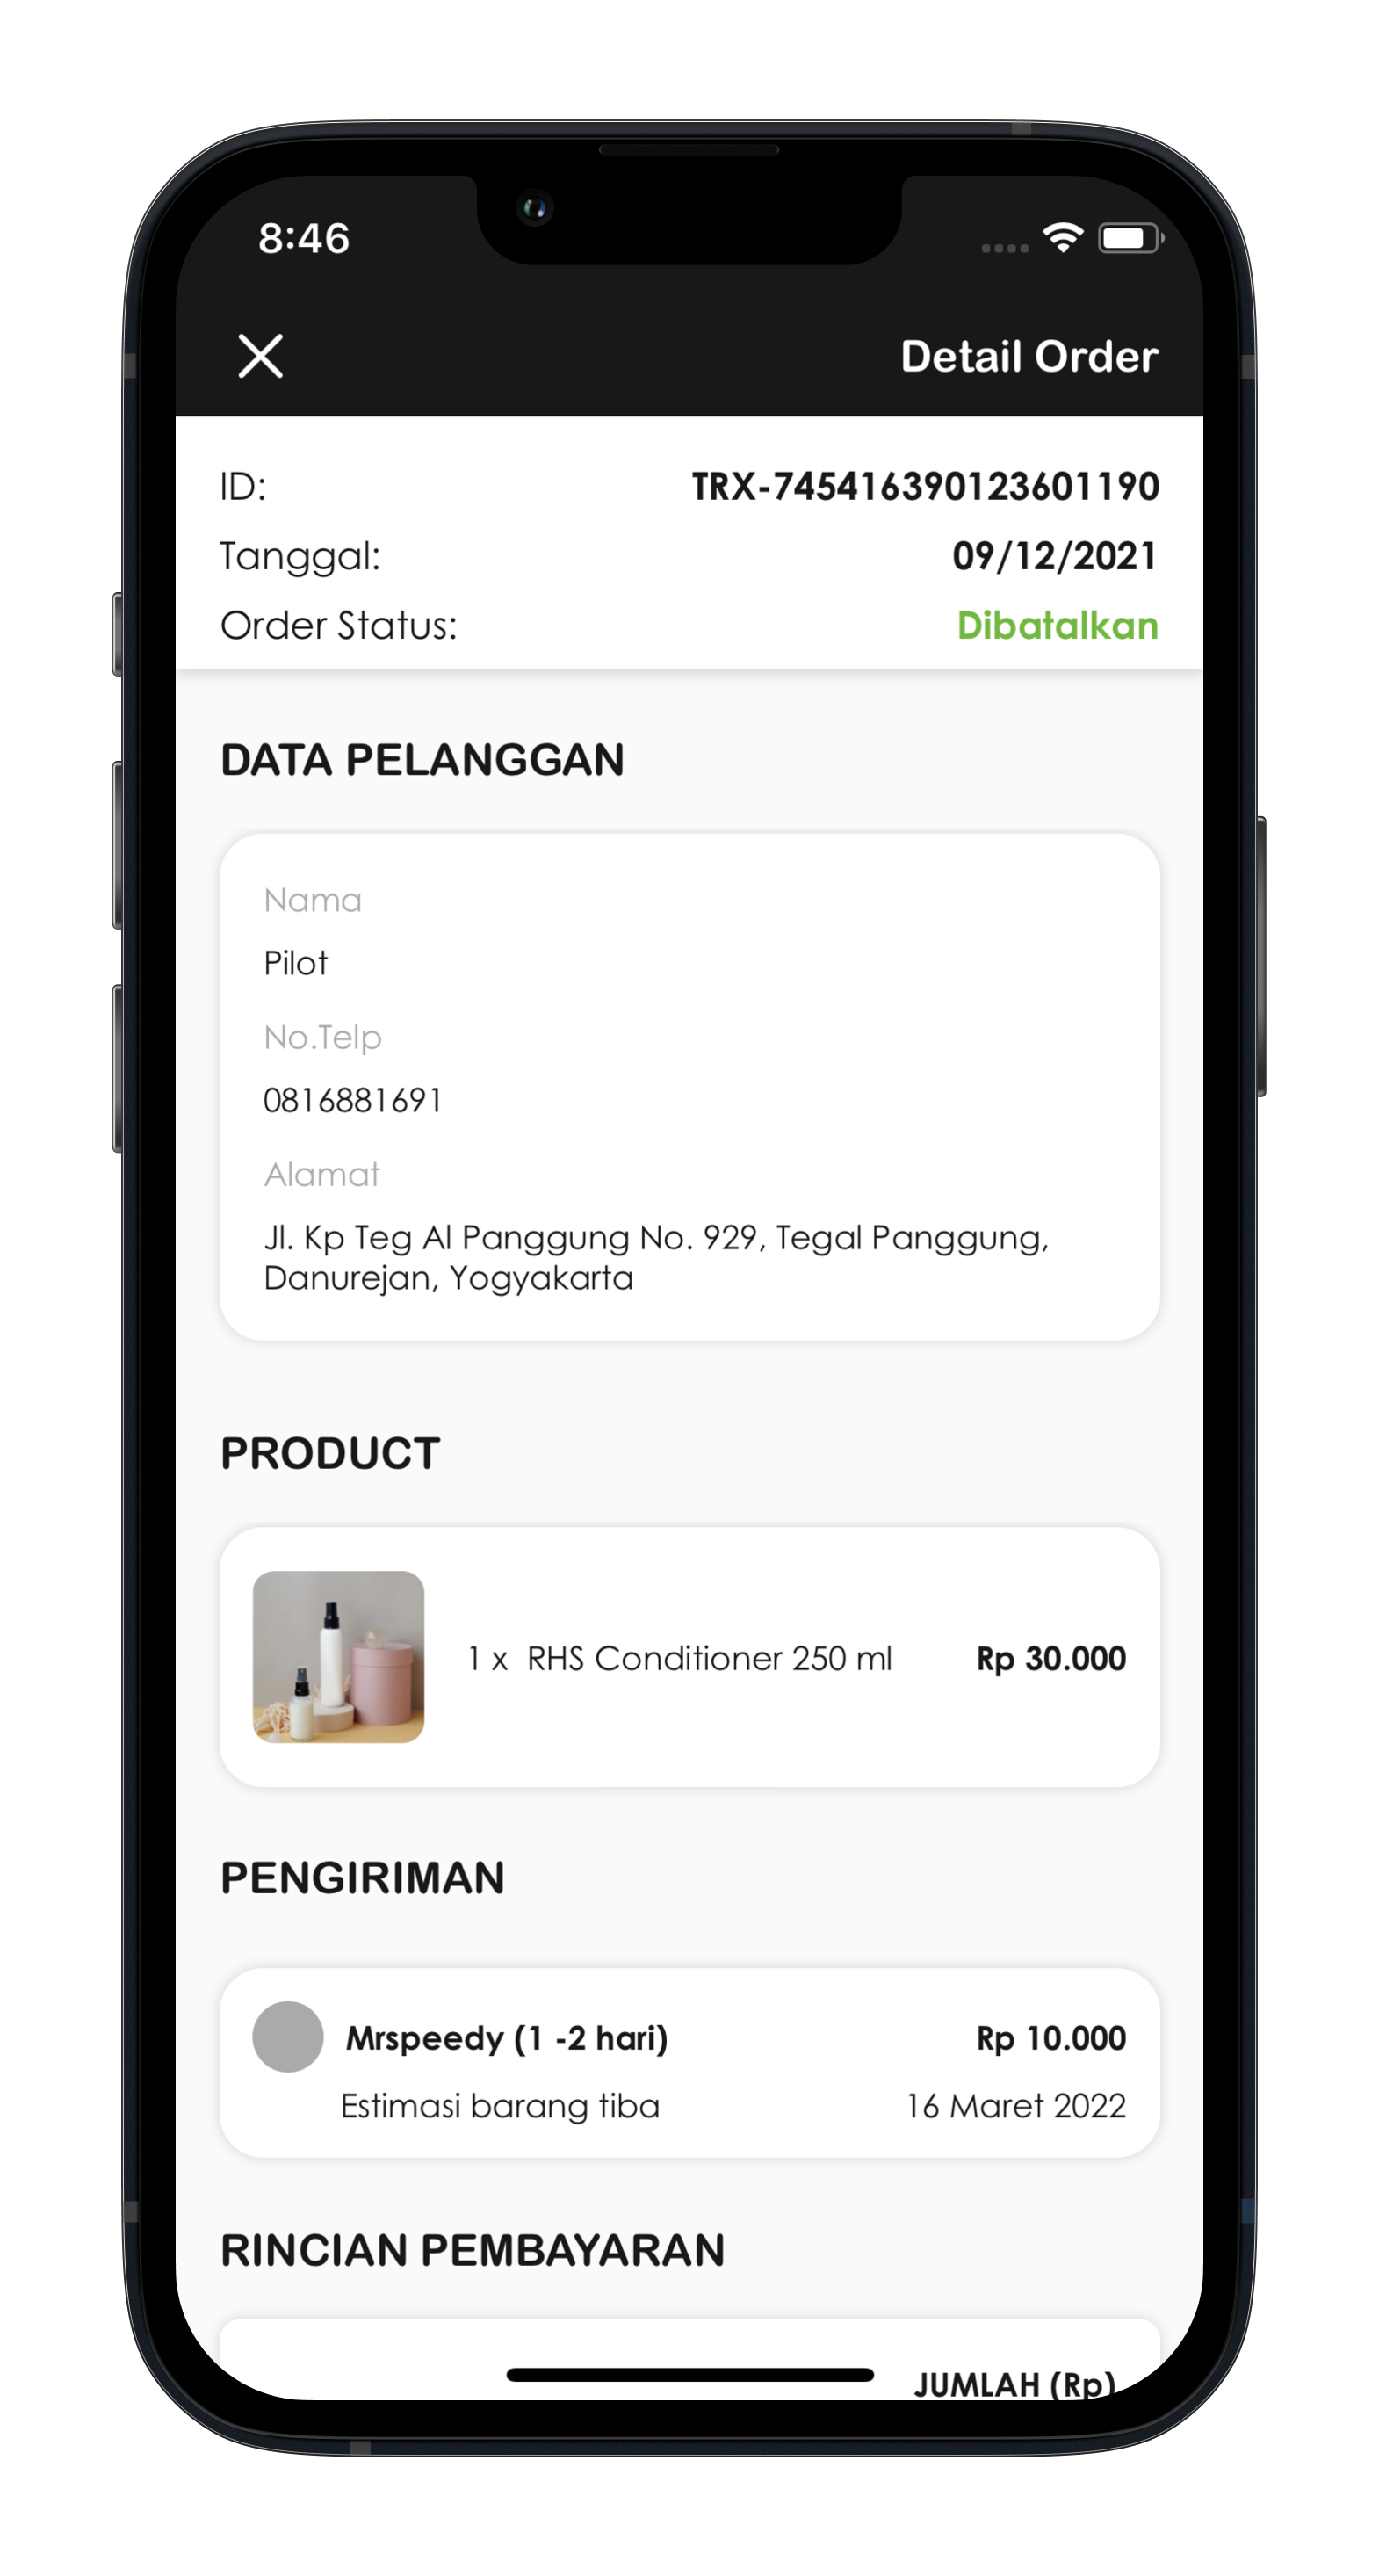 8:46
Detail Order
ID: TRX-745416390123601190
Tanggal: 09/12/2021
Order Status: Dibatalkan
DATA PELANGGAN
Nama
Pilot
No.Telp
0816881691
Alamat
Jl. Kp Teg Al Panggung No. 929, Tegal Panggung,
Danurejan, Yogyakarta
PRODUCT
1 x RHS Conditioner 250 ml Rp 30.000
PENGIRIMAN
Mrspeedy (1 -2 hari) Rp 10.000
Estimasi barang tiba 16 Maret 2022
RINCIAN PEMBAYARAN
JUMLAH (Rp)